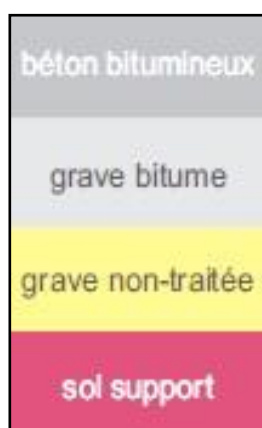 béton bitumineux
grave bitume
grave non-traitée
sol support